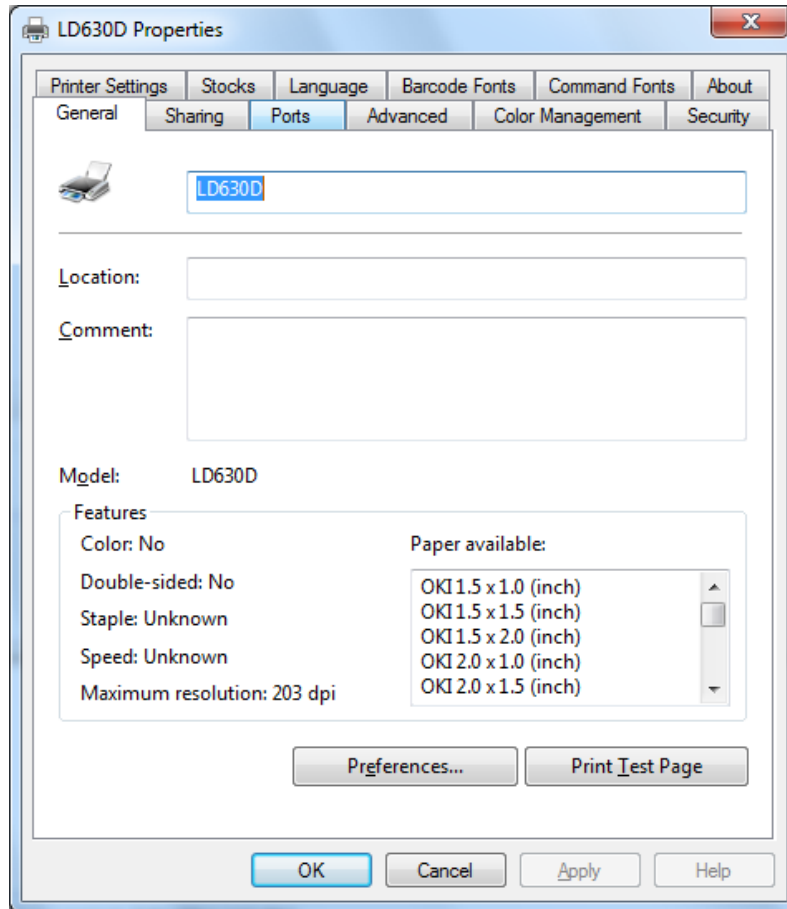 LD630D Properties
Printer Settings Stocks Language Barcode Fonts Command Fonts About
General Sharing Ports Advanced Color Management Security
LD630D
Location:
Comment:
Model: LD630D
Features
Color: No
Paper available:
Double-sided: No
OKI 1.5 x 1.0 (inch)
Staple: Unknown
OKI 1.5 x 1.5 (inch)
OKI 1.5 x 2.0 (inch)
Speed: Unknown
OKI 2.0 x 1.0 (inch)
Maximum resolution: 203 dpi
OKI 2.0 x 1.5 (inch)
Preferences... Print Test Page
OK Cancel Apply Help